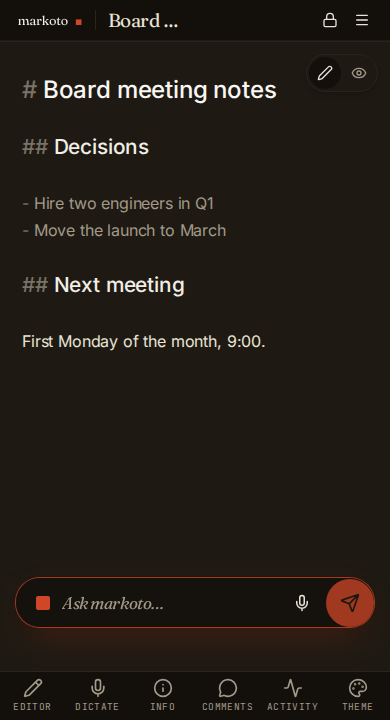 markoto
Board ...
# Board meeting notes
## Decisions
- Hire two engineers in Q1
- Move the launch to March
## Next meeting
First Monday of the month, 9:00.
Ask markoto...
EDITOR DICTATE INFO COMMENTS ACTIVITY THEME